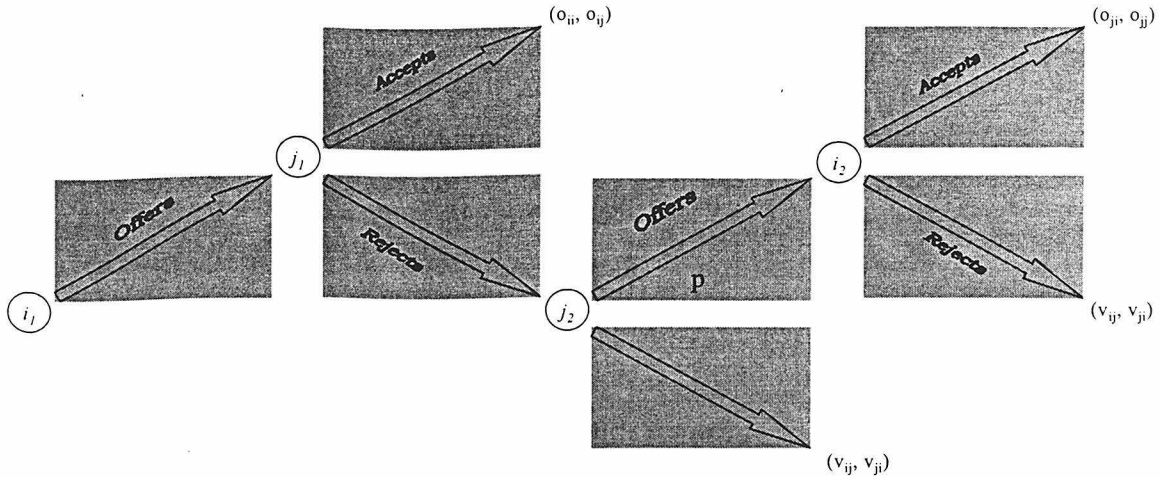 (o_ii, o_ij)
(o_ji, o_jj)
Accepts
Accepts
j_1
i_2
Offers
Rejects
Offers
Rejects
p
i_1
j_2
(v_ij, v_ji)
(v_ij, v_ji)